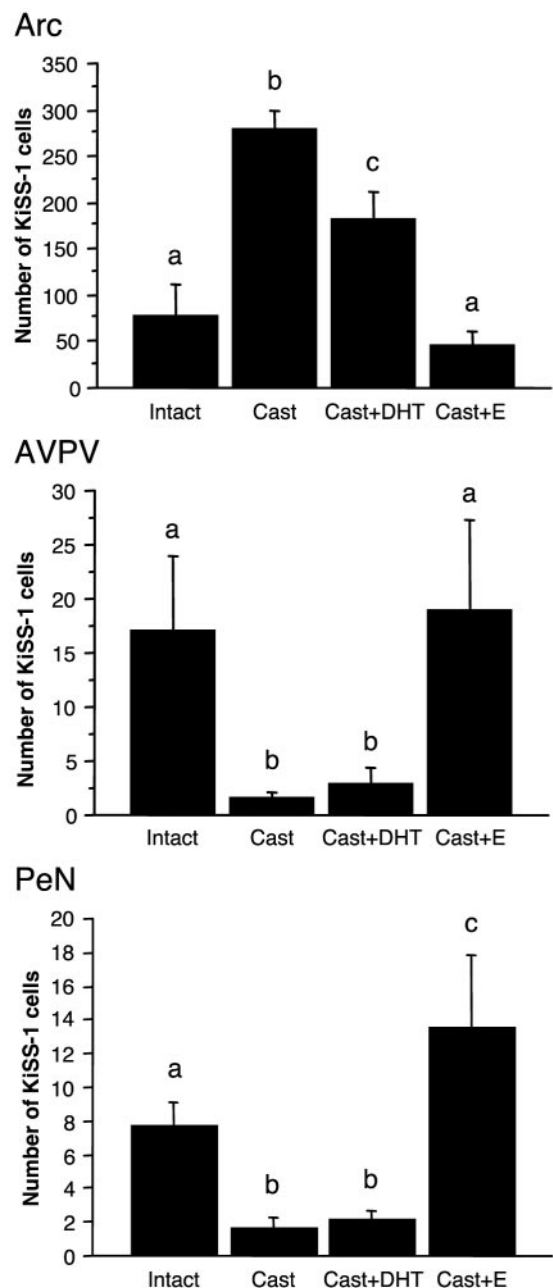 Arc
Number of KiSS-1 cells
350
300
250
200
150
100
50
0
a
b
c
a
Intact Cast Cast+DHT Cast+E
AVPV
Number of KiSS-1 cells
30
25
20
15
10
5
0
a
b
b
a
Intact Cast Cast+DHT Cast+E
PeN
Number of KiSS-1 cells
20
18
16
14
12
10
8
6
4
2
0
a
b
b
c
Intact Cast Cast+DHT Cast+E